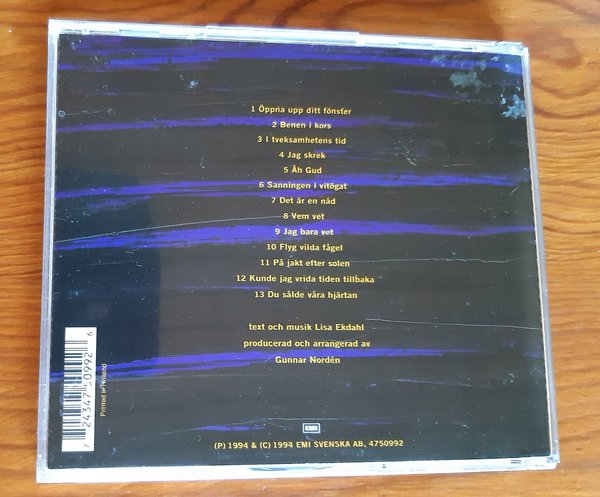 1 Öppna upp ditt fönster
2 Benen i kors
3 I tveksamhetens tid
4 Jag skrek
5 Åh Gud
6 Sanningen i vitögat
7 Det är en nåd
8 Vem vet
9 Jag bara vet
10 Flyg vilda fågel
11 På jakt efter solen
12 Kunde jag vrida tiden tillbaka
13 Du sålde våra hjärtan
text och musik Lisa Ekdahl
producerad och arrangerad av
Gunnar Nordén
7 24347 50992 6
Printed in Holland
(P) 1994 & (C) 1994 EMI SVENSKA AB, 4750992